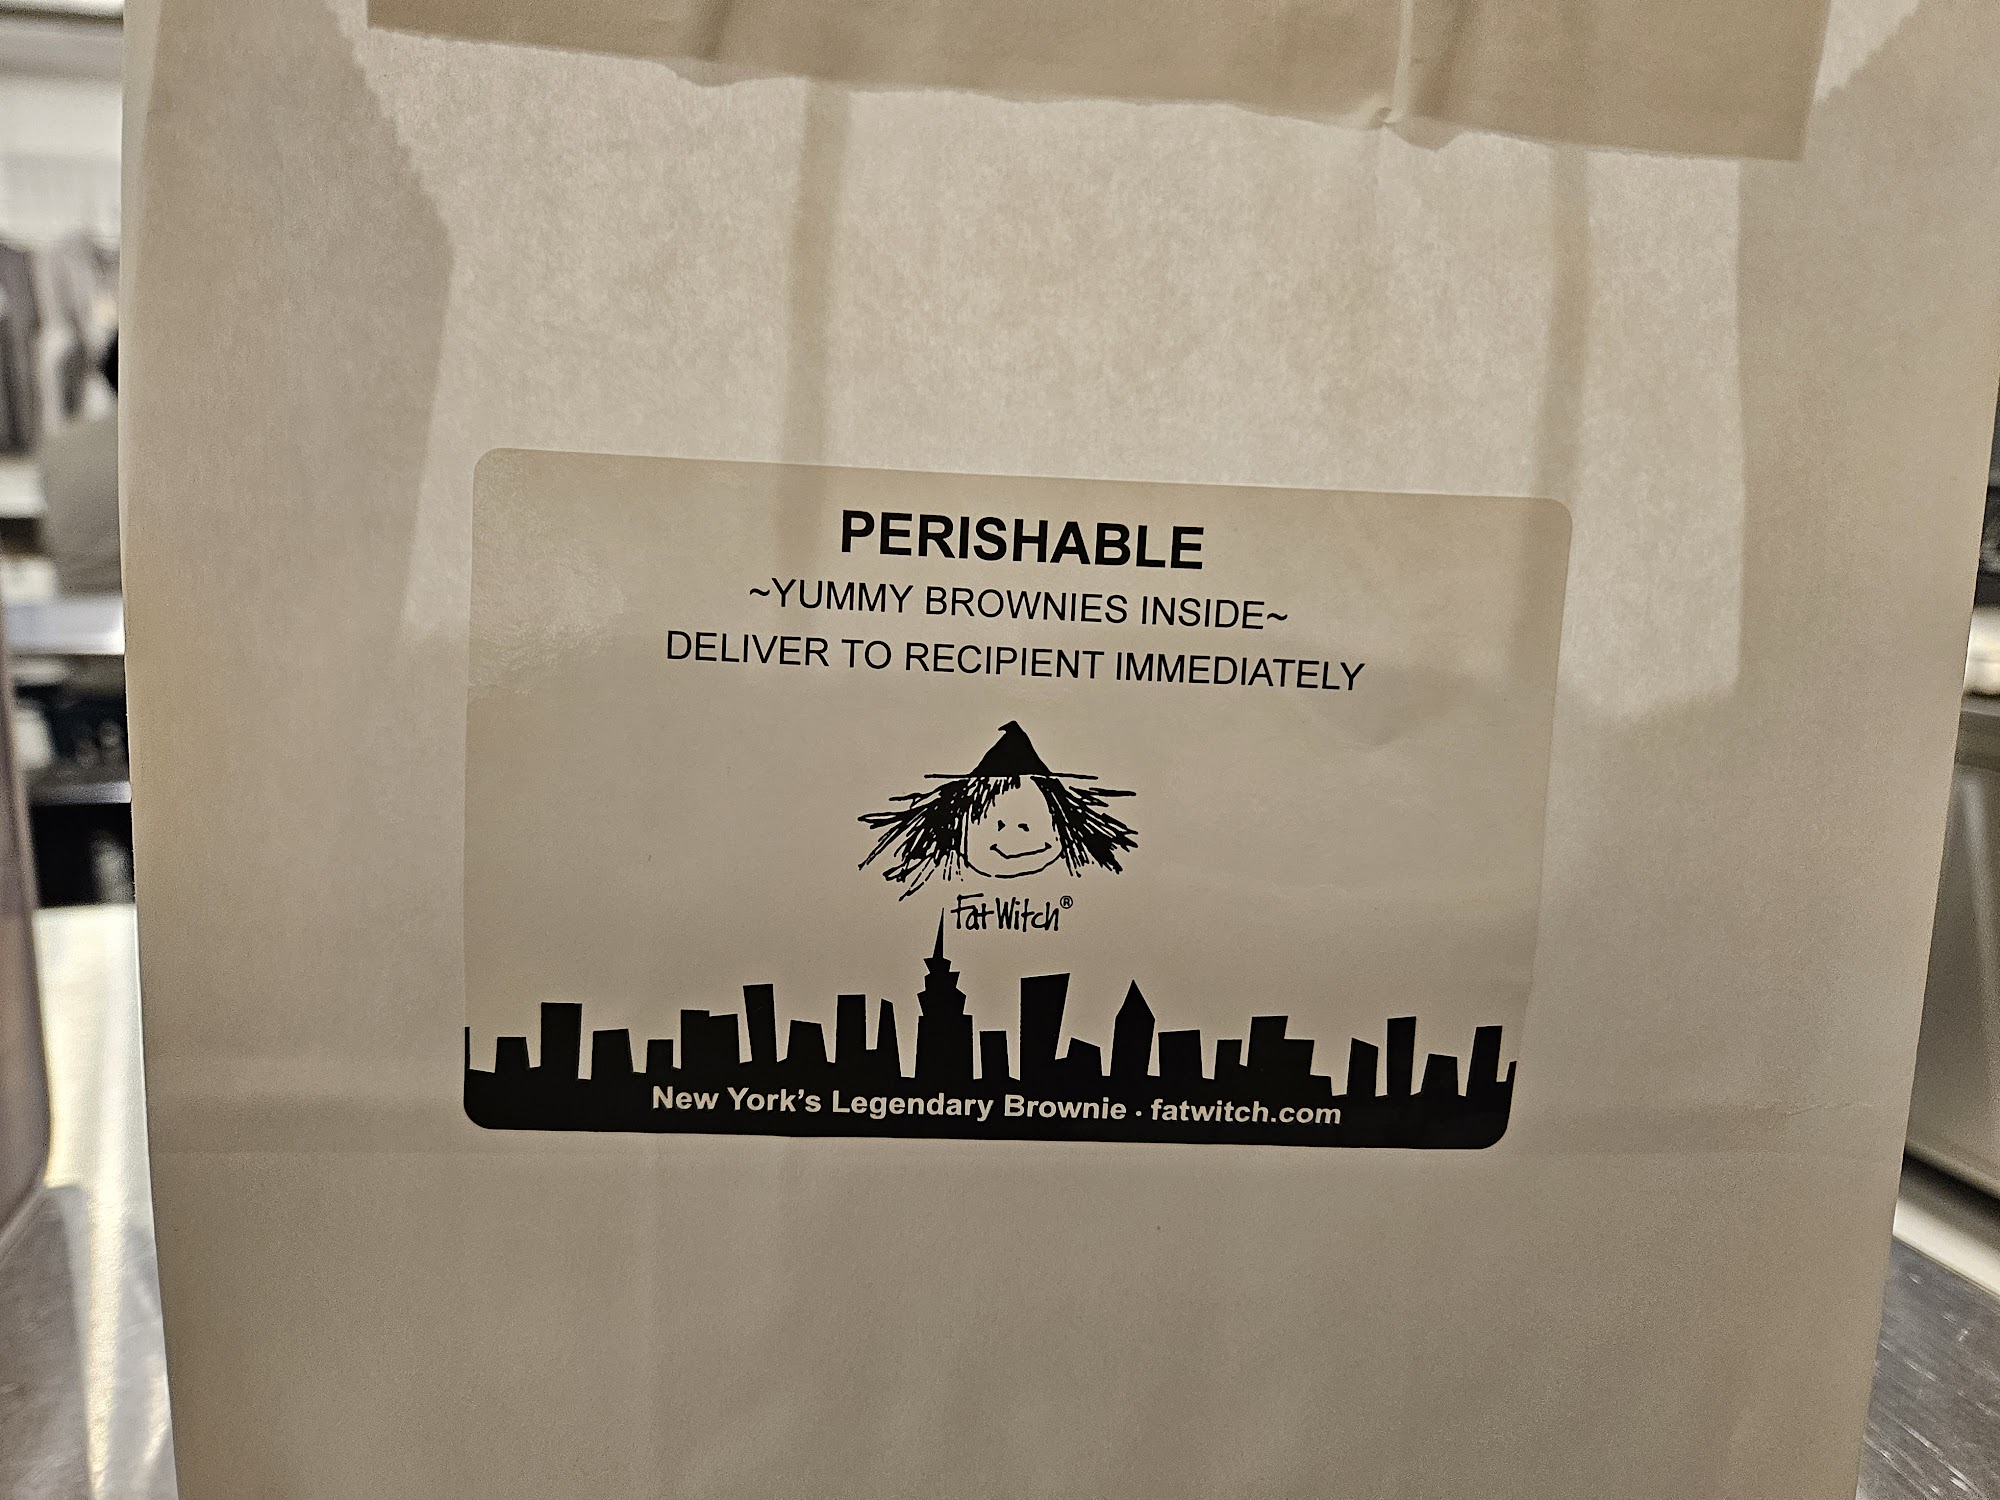 PERISHABLE
~YUMMY BROWNIES INSIDE~
DELIVER TO RECIPIENT IMMEDIATELY
Fat Witch®
New York's Legendary Brownie · fatwitch.com